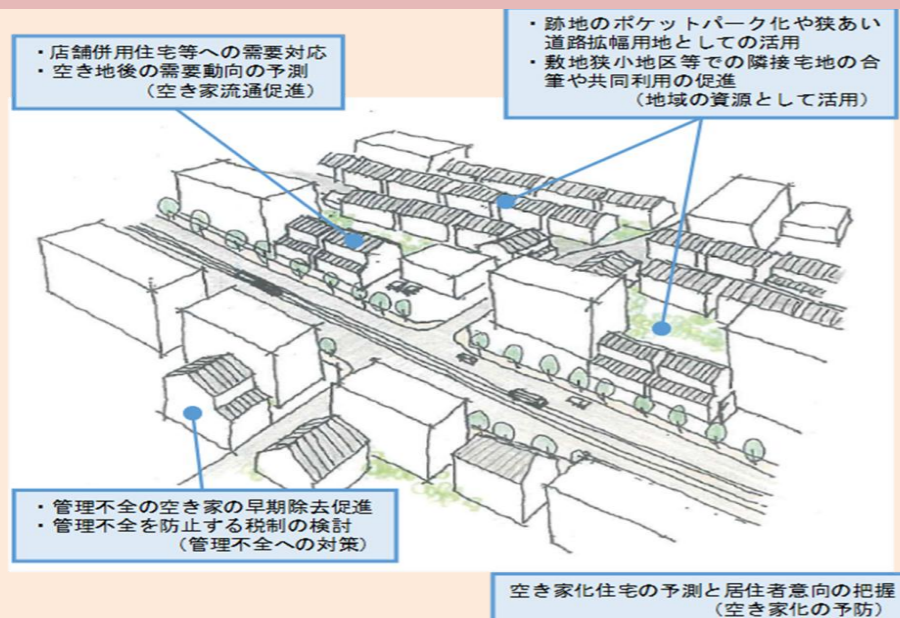 ・店舗併用住宅等への需要対応
・空き地後の需要動向の予測
（空き家流通促進）
・跡地のポケットパーク化や狭あい
道路拡幅用地としての活用
・敷地狭小地区等での隣接宅地の合
筆や共同利用の促進
（地域の資源として活用）
・管理不全の空き家の早期除去促進
・管理不全を防止する税制の検討
（管理不全への対策）
空き家化住宅の予測と居住者意向の把握
（空き家化の予防）